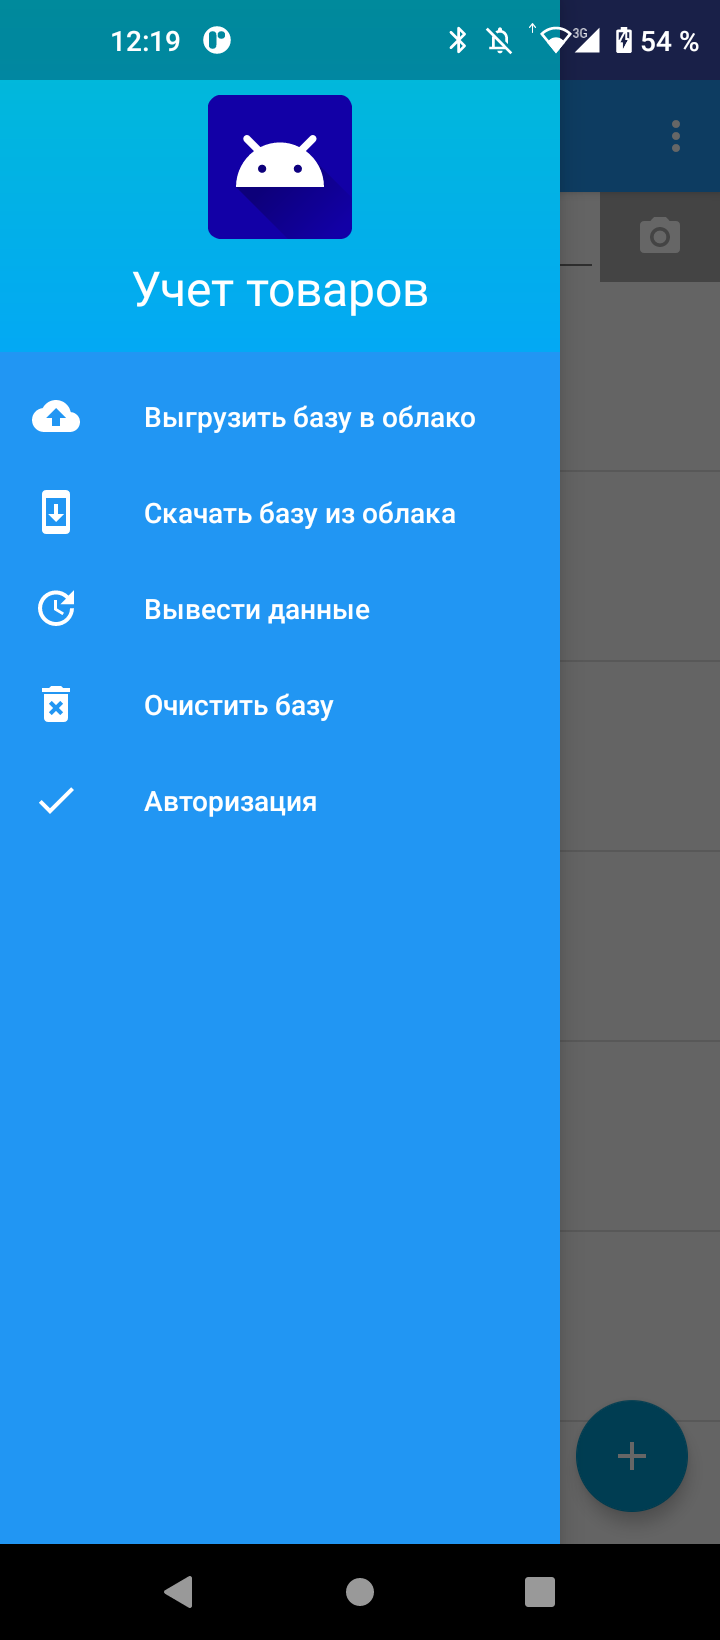 12:19
3G
54 %
Учет товаров
Выгрузить базу в облако
Скачать базу из облака
Вывести данные
Очистить базу
Авторизация